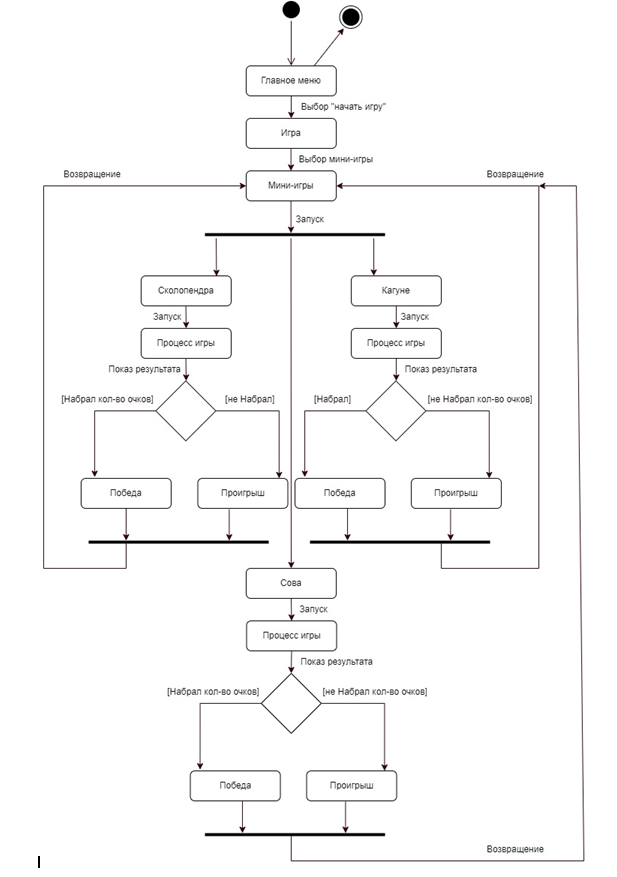 Главное меню
Выбор "начать игру"
Игра
Выбор мини-игры
Возвращение
Возвращение
Мини-игры
Запуск
Сколопендра
Кагуне
Запуск
Запуск
Процесс игры
Процесс игры
Показ результата
Показ результата
[Набрал кол-во очков]
[не Набрал]
[Набрал]
[не Набрал кол-во очков]
Победа
Проигрыш
Победа
Проигрыш
Сова
Запуск
Процесс игры
Показ результата
[Набрал кол-во очков]
[не Набрал кол-во очков]
Победа
Проигрыш
Возвращение